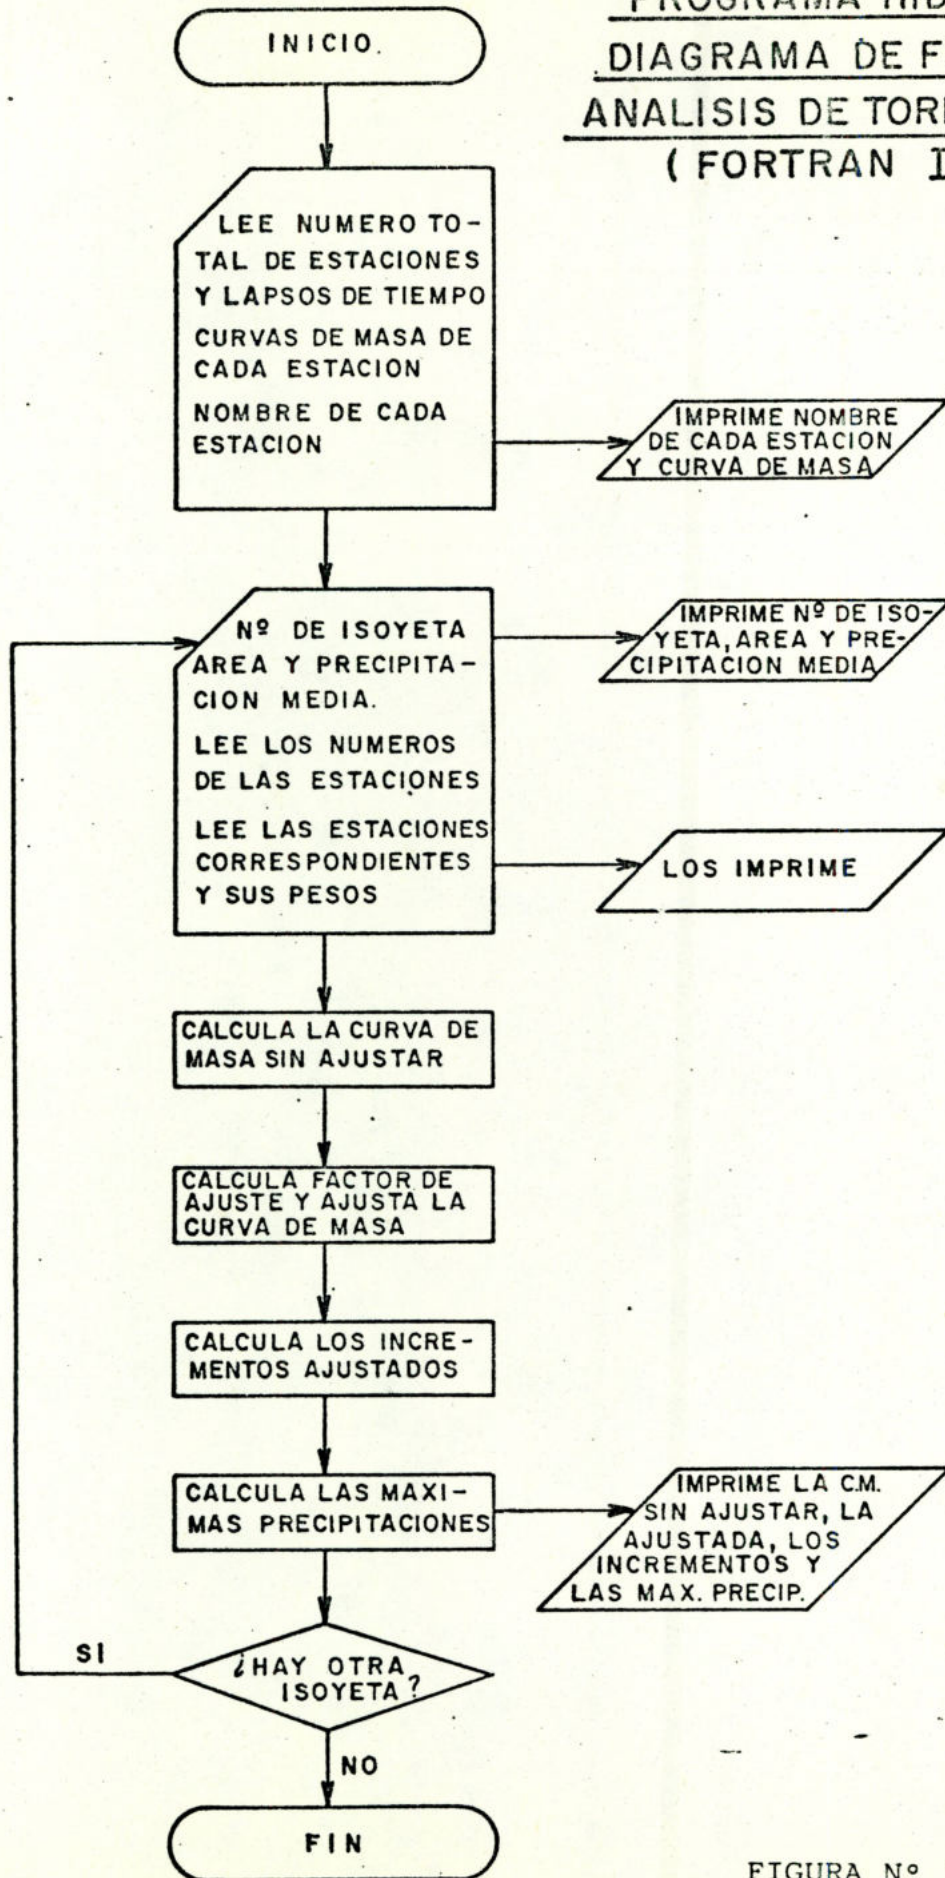 PROGRAMA
DIAGRAMA DE F
ANALISIS DE TOR
( FORTRAN I
INICIO.
LEE NUMERO TO-
TAL DE ESTACIONES
Y LAPSOS DE TIEMPO
CURVAS DE MASA DE
CADA ESTACION
NOMBRE DE CADA
ESTACION
IMPRIME NOMBRE
DE CADA ESTACION
Y CURVA DE MASA
Nº DE ISOYETA
AREA Y PRECIPITA-
CION MEDIA.
LEE LOS NUMEROS
DE LAS ESTACIONES
LEE LAS ESTACIONES
CORRESPONDIENTES
Y SUS PESOS
IMPRIME Nº DE ISO-
YETA, AREA Y PRE-
CIPITACION MEDIA
LOS IMPRIME
CALCULA LA CURVA DE
MASA SIN AJUSTAR
CALCULA FACTOR DE
AJUSTE Y AJUSTA LA
CURVA DE MASA
CALCULA LOS INCRE-
MENTOS AJUSTADOS
CALCULA LAS MAXI-
MAS PRECIPITACIONES
IMPRIME LA C.M.
SIN AJUSTAR, LA
AJUSTADA, LOS
INCREMENTOS Y
LAS MAX. PRECIP.
SI
¿HAY OTRA
ISOYETA?
NO
FIN
FIGURA Nº